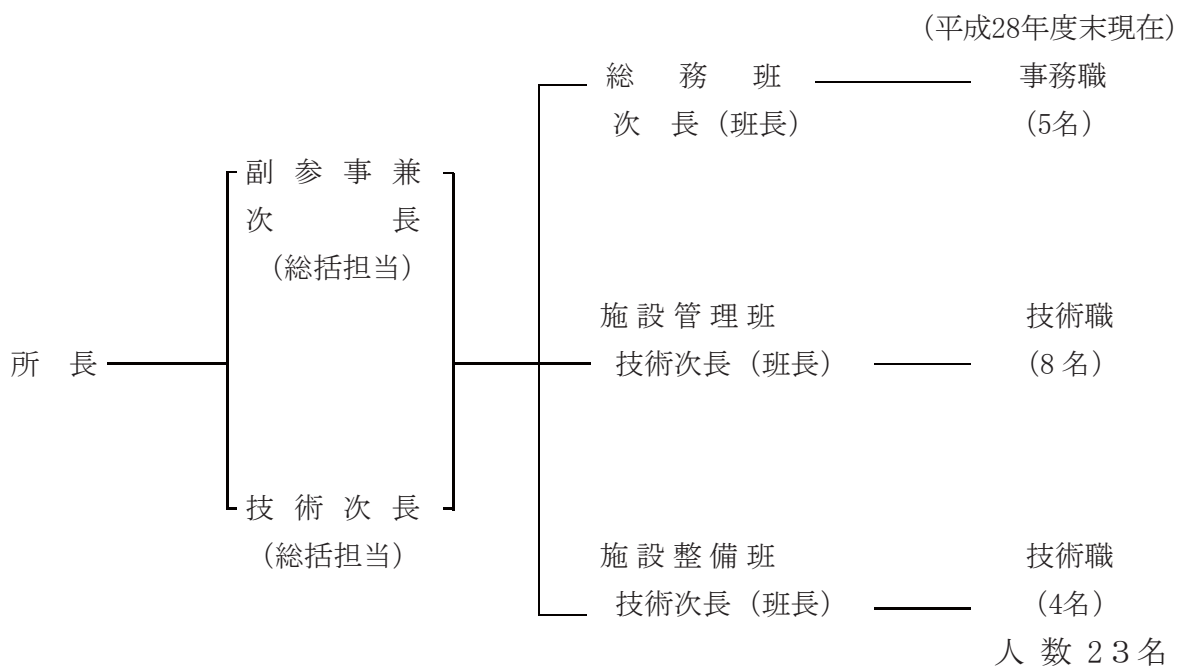 (平成28年度末現在)
総務班 事務職
次長（班長） (5名)
副参事兼
次長
(総括担当)
施設管理班 技術職
所長 技術次長（班長） (8名)
技術次長
(総括担当)
施設整備班 技術職
技術次長（班長） (4名)
人数23名